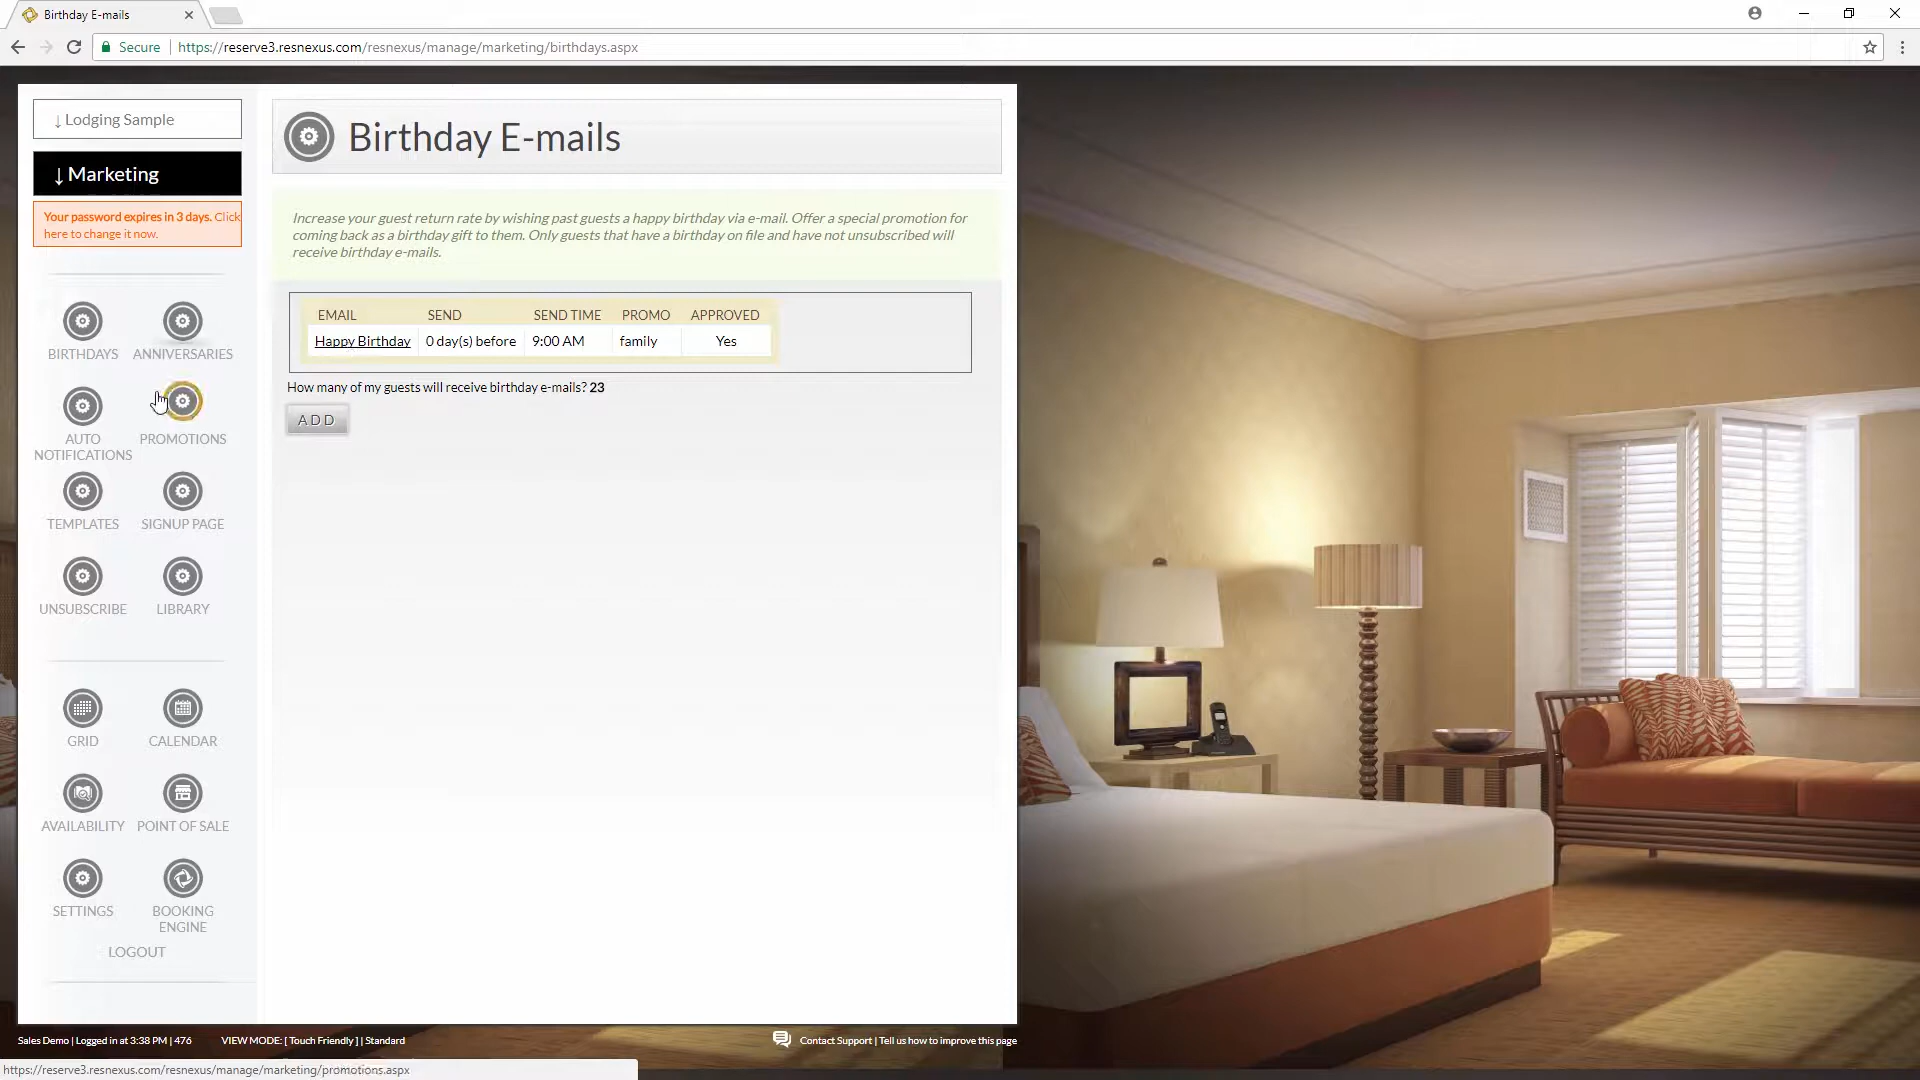 Birthday E-mails
Secure https://reserve3.resnexus.com/resnexus/manage/marketing/birthdays.aspx
↓ Lodging Sample
↓ Marketing
Your password expires in 3 days. Click
here to change it now.
BIRTHDAYS ANNIVERSARIES
AUTO
NOTIFICATIONS
PROMOTIONS
TEMPLATES SIGNUP PAGE
UNSUBSCRIBE LIBRARY
GRID CALENDAR
AVAILABILITY POINT OF SALE
SETTINGS
BOOKING
ENGINE
LOGOUT
Birthday E-mails
Increase your guest return rate by wishing past guests a happy birthday via e-mail. Offer a special promotion for
coming back as a birthday gift to them. Only guests that have a birthday on file and have not unsubscribed will
receive birthday e-mails.
EMAIL SEND SEND TIME PROMO APPROVED
Happy Birthday 0 day(s) before 9:00 AM family Yes
How many of my guests will receive birthday e-mails? 23
ADD
Sales Demo | Logged in at 3:38 PM | 476 VIEW MODE: [ Touch Friendly ] | Standard Contact Support | Tell us how to improve this page
https://reserve3.resnexus.com/resnexus/manage/marketing/promotions.aspx